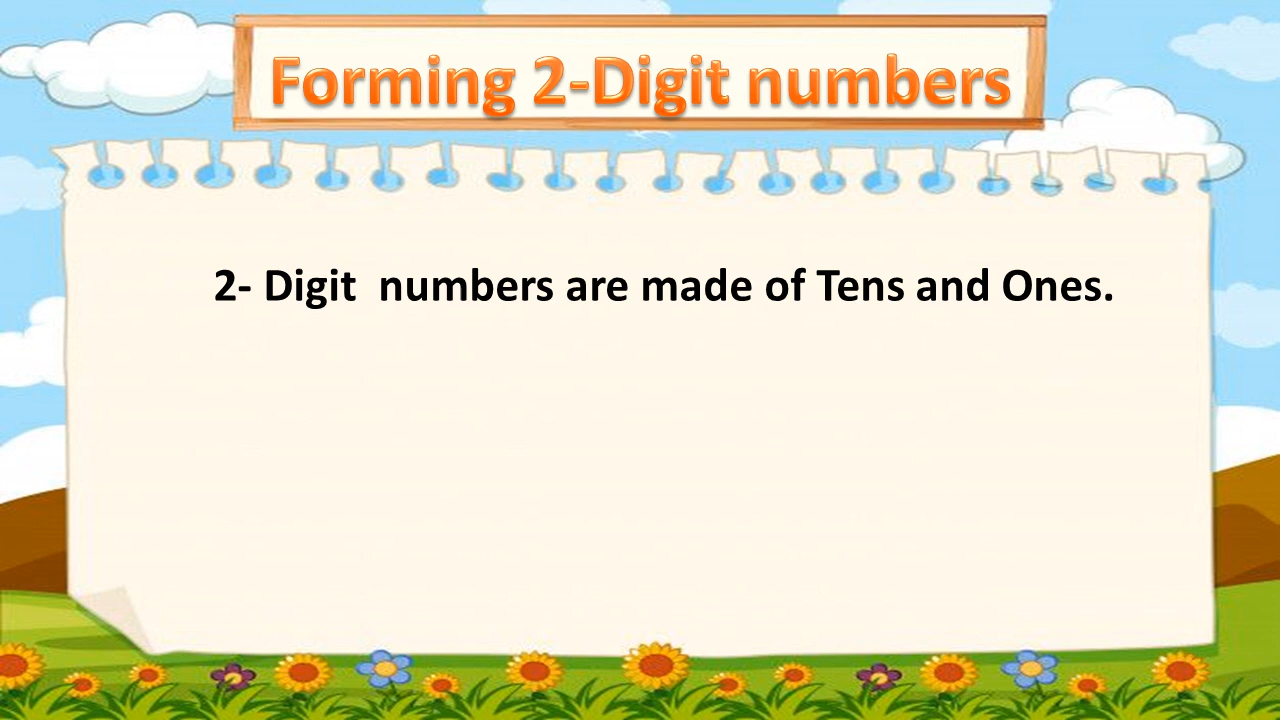 Forming 2-Digit numbers
2- Digit  numbers are made of Tens and Ones.